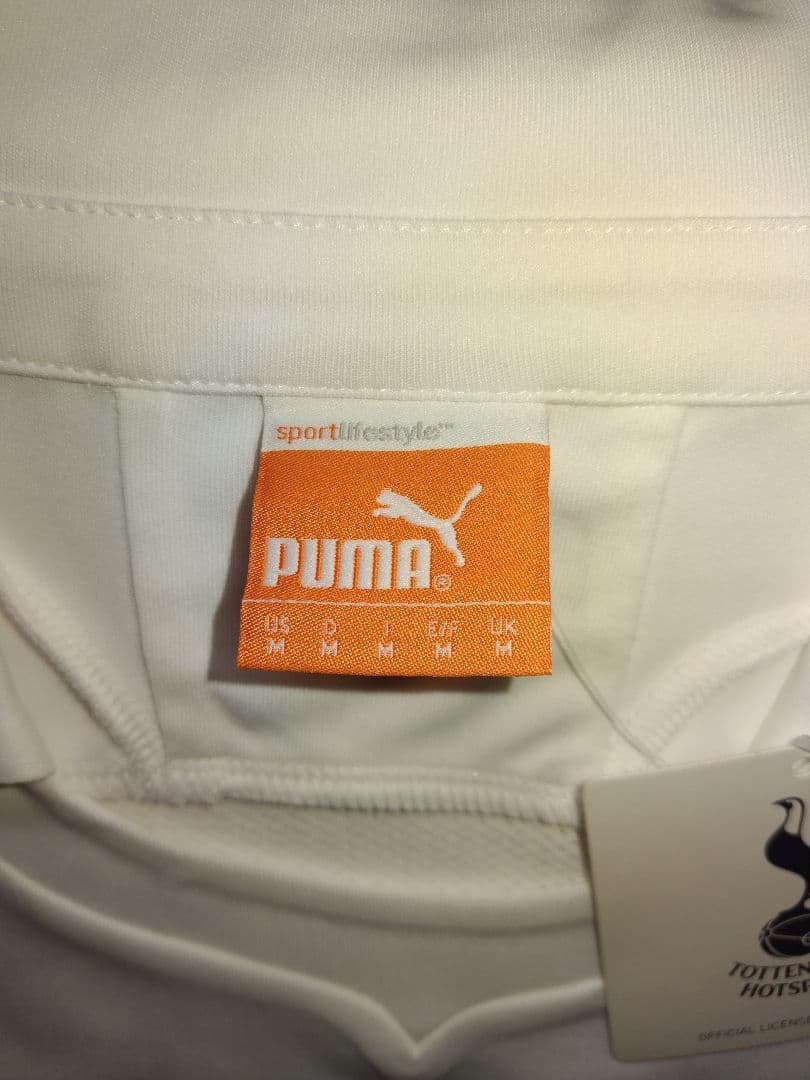 sportlifestyle™
PUMA®
US D I E/F UK
M M M M M
TOTTEN
HOTSP
OFFICIAL LICENSE